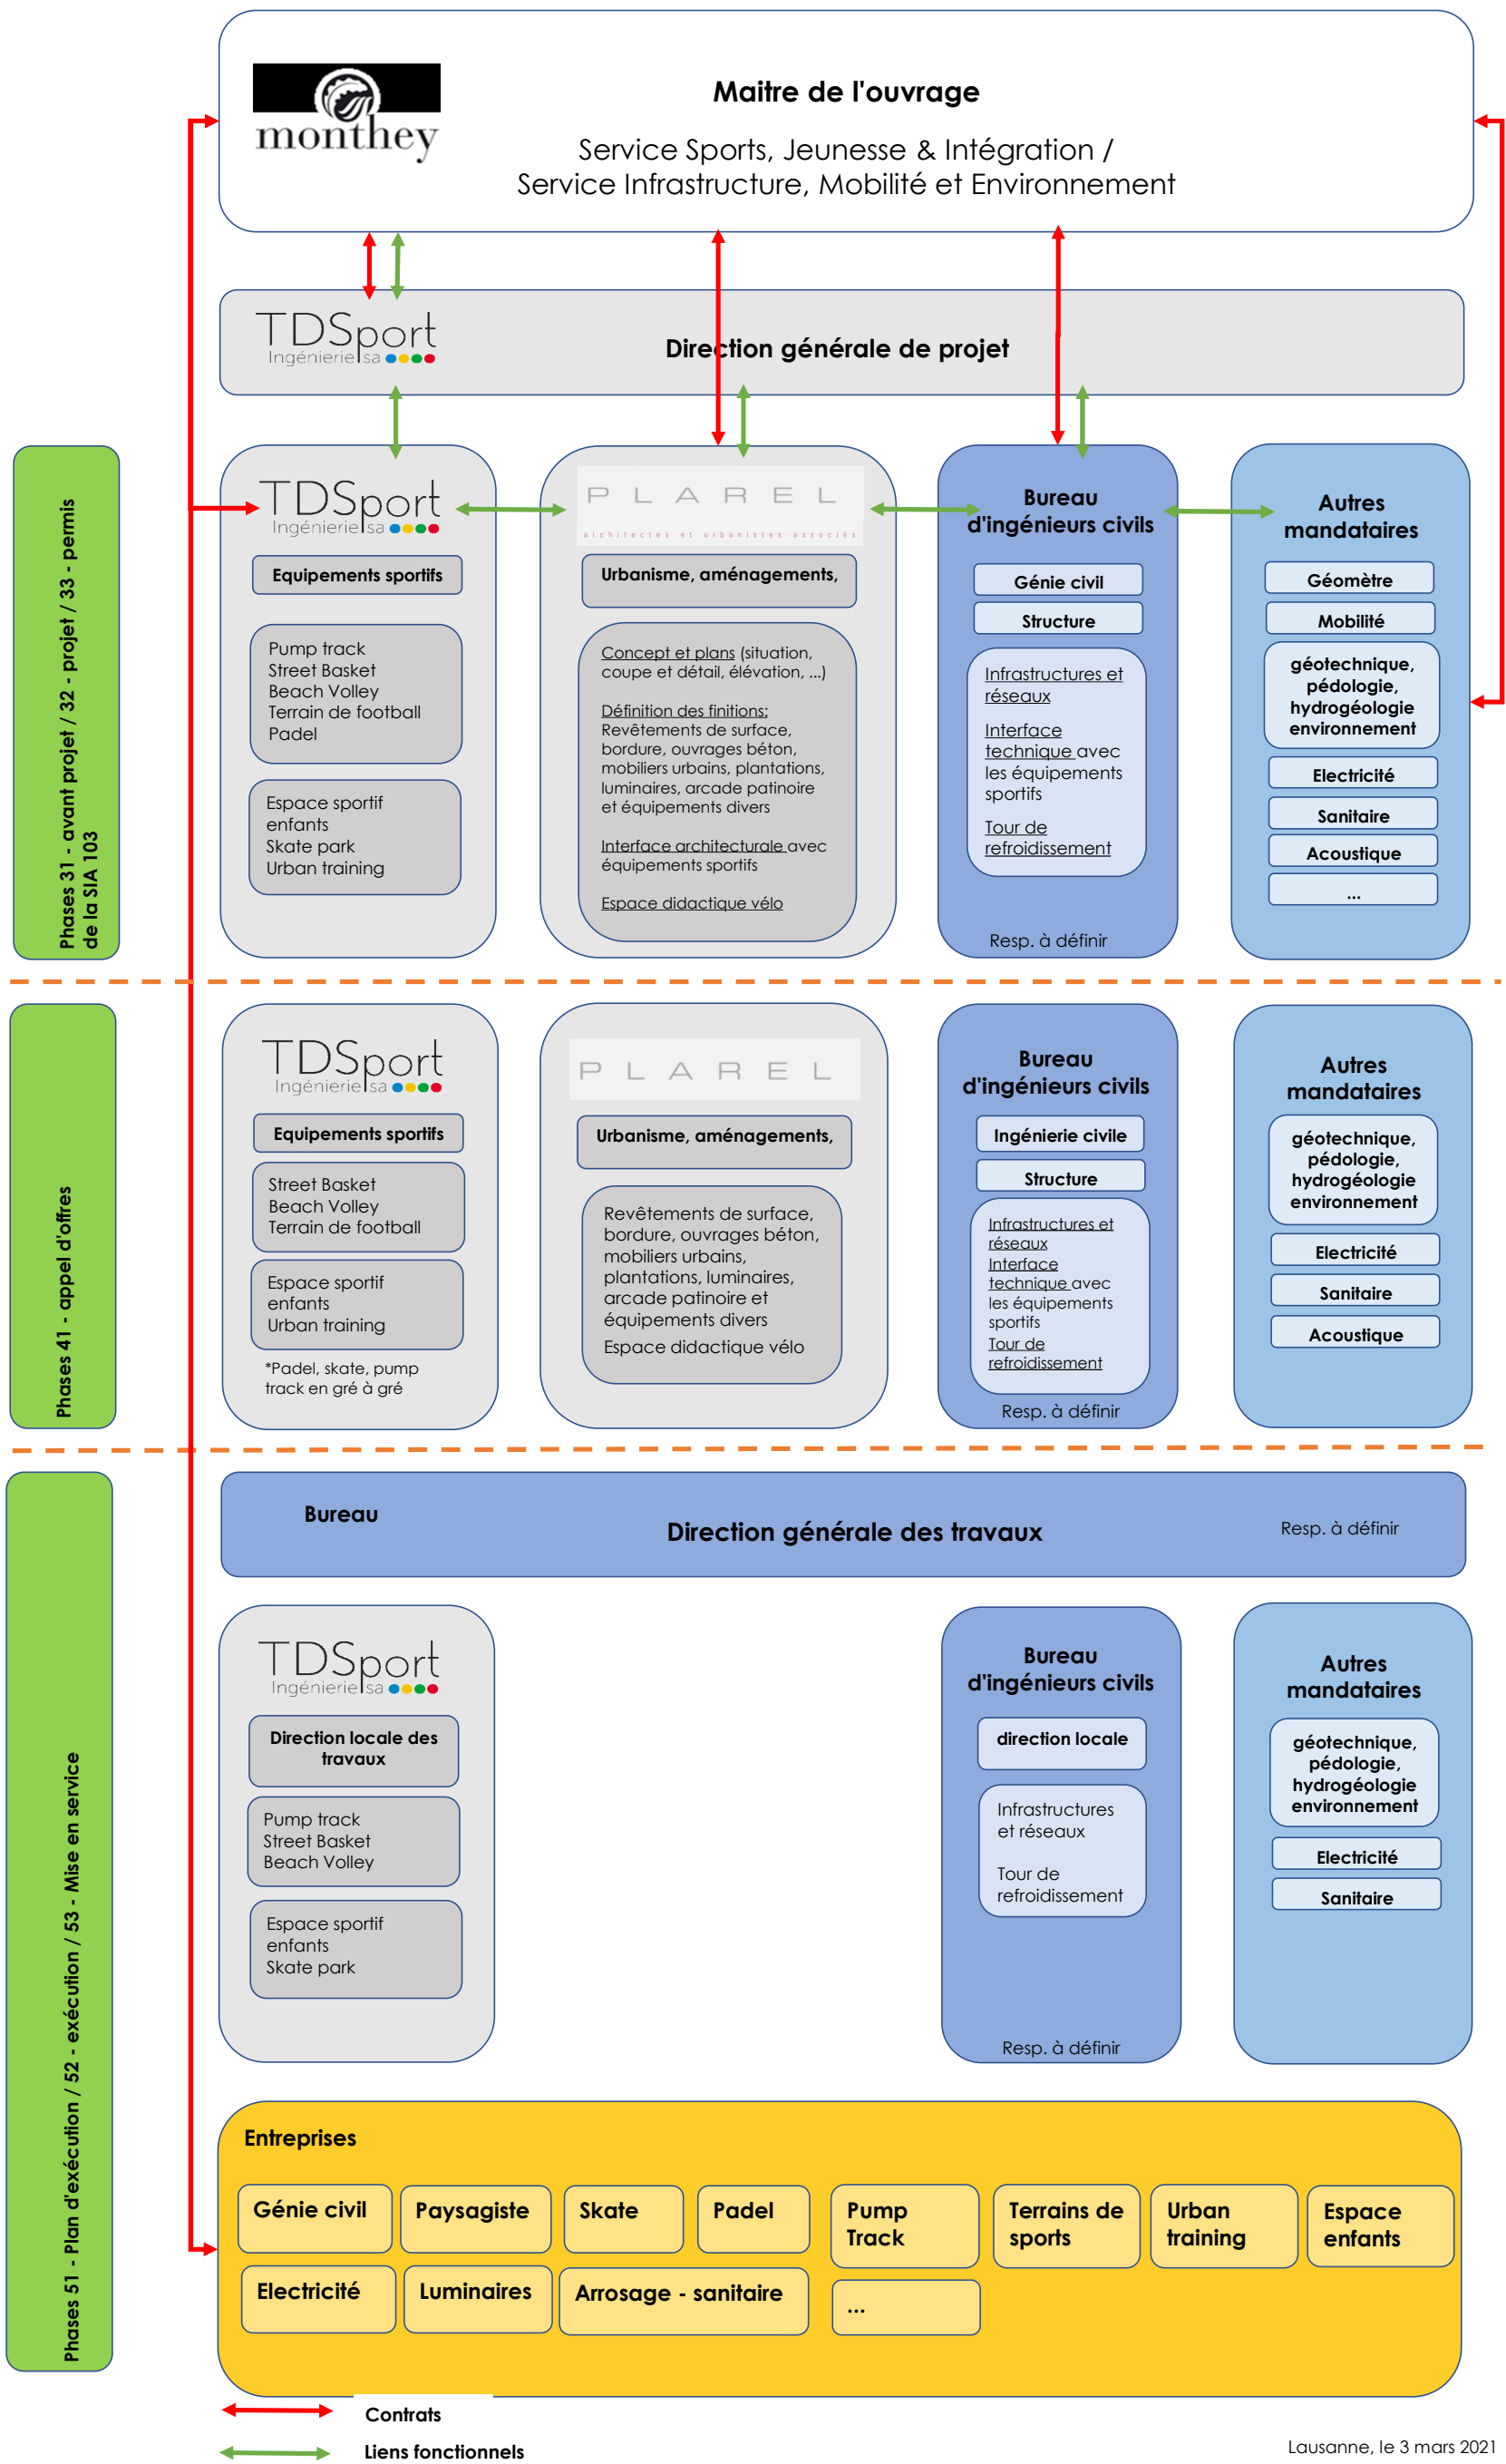 monthey
Maitre de l'ouvrage
Service Sports, Jeunesse & Intégration /
Service Infrastructure, Mobilité et Environnement
TDSport
Ingénierie sa
Direction générale de projet
Phases 31 - avant projet / 32 - projet / 33 - permis
de la SIA 103
TDSport
Ingénierie sa
Equipements sportifs
Pump track
Street Basket
Beach Volley
Terrain de football
Padel
Espace sportif
enfants
Skate park
Urban training
PLAREL
architectes et urbanistes associés
Urbanisme, aménagements,
Concept et plans (situation,
coupe et détail, élévation, ...)
Définition des finitions:
Revêtements de surface,
bordure, ouvrages béton,
mobiliers urbains, plantations,
luminaires, arcade patinoire
et équipements divers
Interface architecturale avec
équipements sportifs
Espace didactique vélo
Bureau
d'ingénieurs civils
Génie civil
Structure
Infrastructures et
réseaux
Interface
technique avec
les équipements
sportifs
Tour de
refroidissement
Resp. à définir
Autres
mandataires
Géomètre
Mobilité
géotechnique,
pédologie,
hydrogéologie
environnement
Electricité
Sanitaire
Acoustique
...
Phases 41 - appel d'offres
TDSport
Ingénierie sa
Equipements sportifs
Street Basket
Beach Volley
Terrain de football
Espace sportif
enfants
Urban training
*Padel, skate, pump
track en gré à gré
PLAREL
Urbanisme, aménagements,
Revêtements de surface,
bordure, ouvrages béton,
mobiliers urbains,
plantations, luminaires,
arcade patinoire et
équipements divers
Espace didactique vélo
Bureau
d'ingénieurs civils
Ingénierie civile
Structure
Infrastructures et
réseaux
Interface
technique avec
les équipements
sportifs
Tour de
refroidissement
Resp. à définir
Autres
mandataires
géotechnique,
pédologie,
hydrogéologie
environnement
Electricité
Sanitaire
Acoustique
Phases 51 - Plan d'exécution / 52 - exécution / 53 - Mise en service
Bureau
Direction générale des travaux
Resp. à définir
TDSport
Ingénierie sa
Direction locale des
travaux
Pump track
Street Basket
Beach Volley
Espace sportif
enfants
Skate park
Bureau
d'ingénieurs civils
direction locale
Infrastructures
et réseaux
Tour de
refroidissement
Resp. à définir
Autres
mandataires
géotechnique,
pédologie,
hydrogéologie
environnement
Electricité
Sanitaire
Entreprises
Génie civil
Paysagiste
Skate
Padel
Pump
Track
Terrains de
sports
Urban
training
Espace
enfants
Electricité
Luminaires
Arrosage - sanitaire
...
Contrats
Liens fonctionnels
Lausanne, le 3 mars 2021